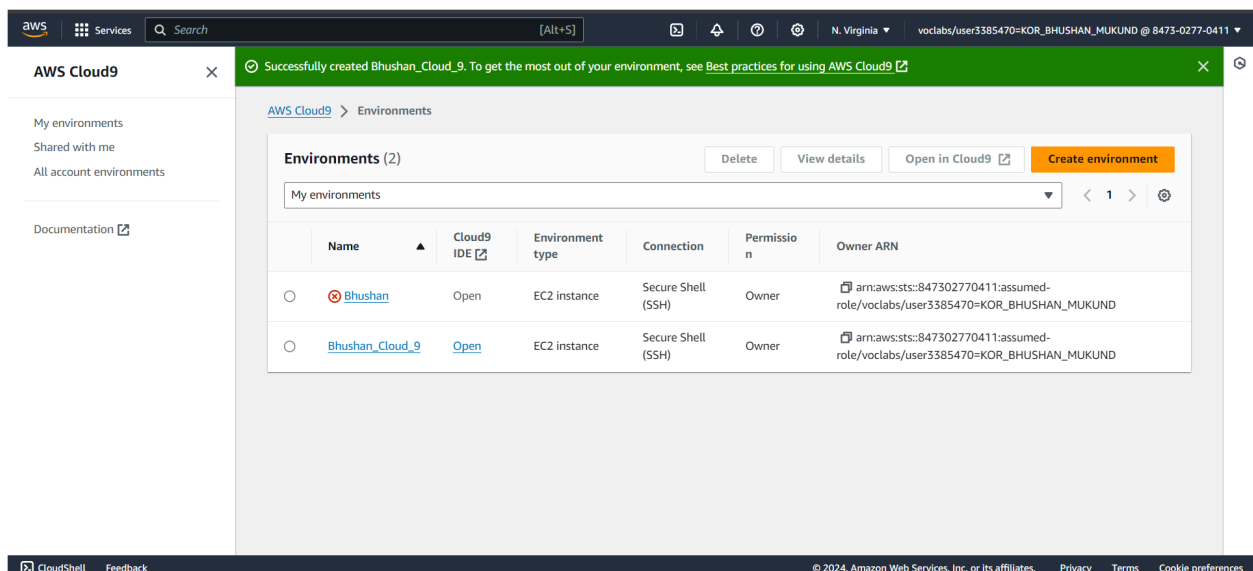 aws
Services
Search
[Alt+S]
N. Virginia
voclabs/user3385470=KOR_BHUSHAN_MUKUND @ 8473-0277-0411
AWS Cloud9
My environments
Shared with me
All account environments
Documentation
Successfully created Bhushan_Cloud_9. To get the most out of your environment, see Best practices for using AWS Cloud9
AWS Cloud9 > Environments
Environments (2)
Delete
View details
Open in Cloud9
Create environment
My environments
1
Name
Cloud9
IDE
Environment
type
Connection
Permissio
n
Owner ARN
Bhushan
Open
EC2 instance
Secure Shell
(SSH)
Owner
arn:aws:sts::847302770411:assumed-
role/voclabs/user3385470=KOR_BHUSHAN_MUKUND
Bhushan_Cloud_9
Open
EC2 instance
Secure Shell
(SSH)
Owner
arn:aws:sts::847302770411:assumed-
role/voclabs/user3385470=KOR_BHUSHAN_MUKUND
CloudShell
Feedback
© 2024, Amazon Web Services, Inc. or its affiliates.
Privacy
Terms
Cookie preferences